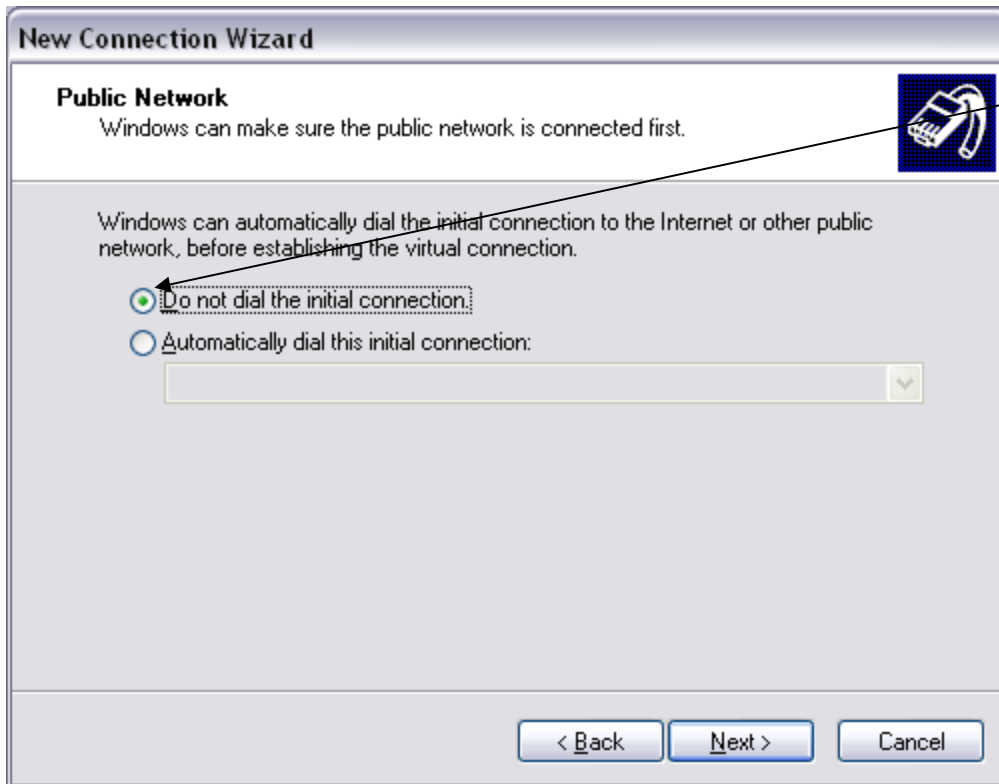 New Connection Wizard
Public Network
Windows can make sure the public network is connected first.
Windows can automatically dial the initial connection to the Internet or other public
network, before establishing the virtual connection.
Do not dial the initial connection.
Automatically dial this initial connection:
< Back Next > Cancel